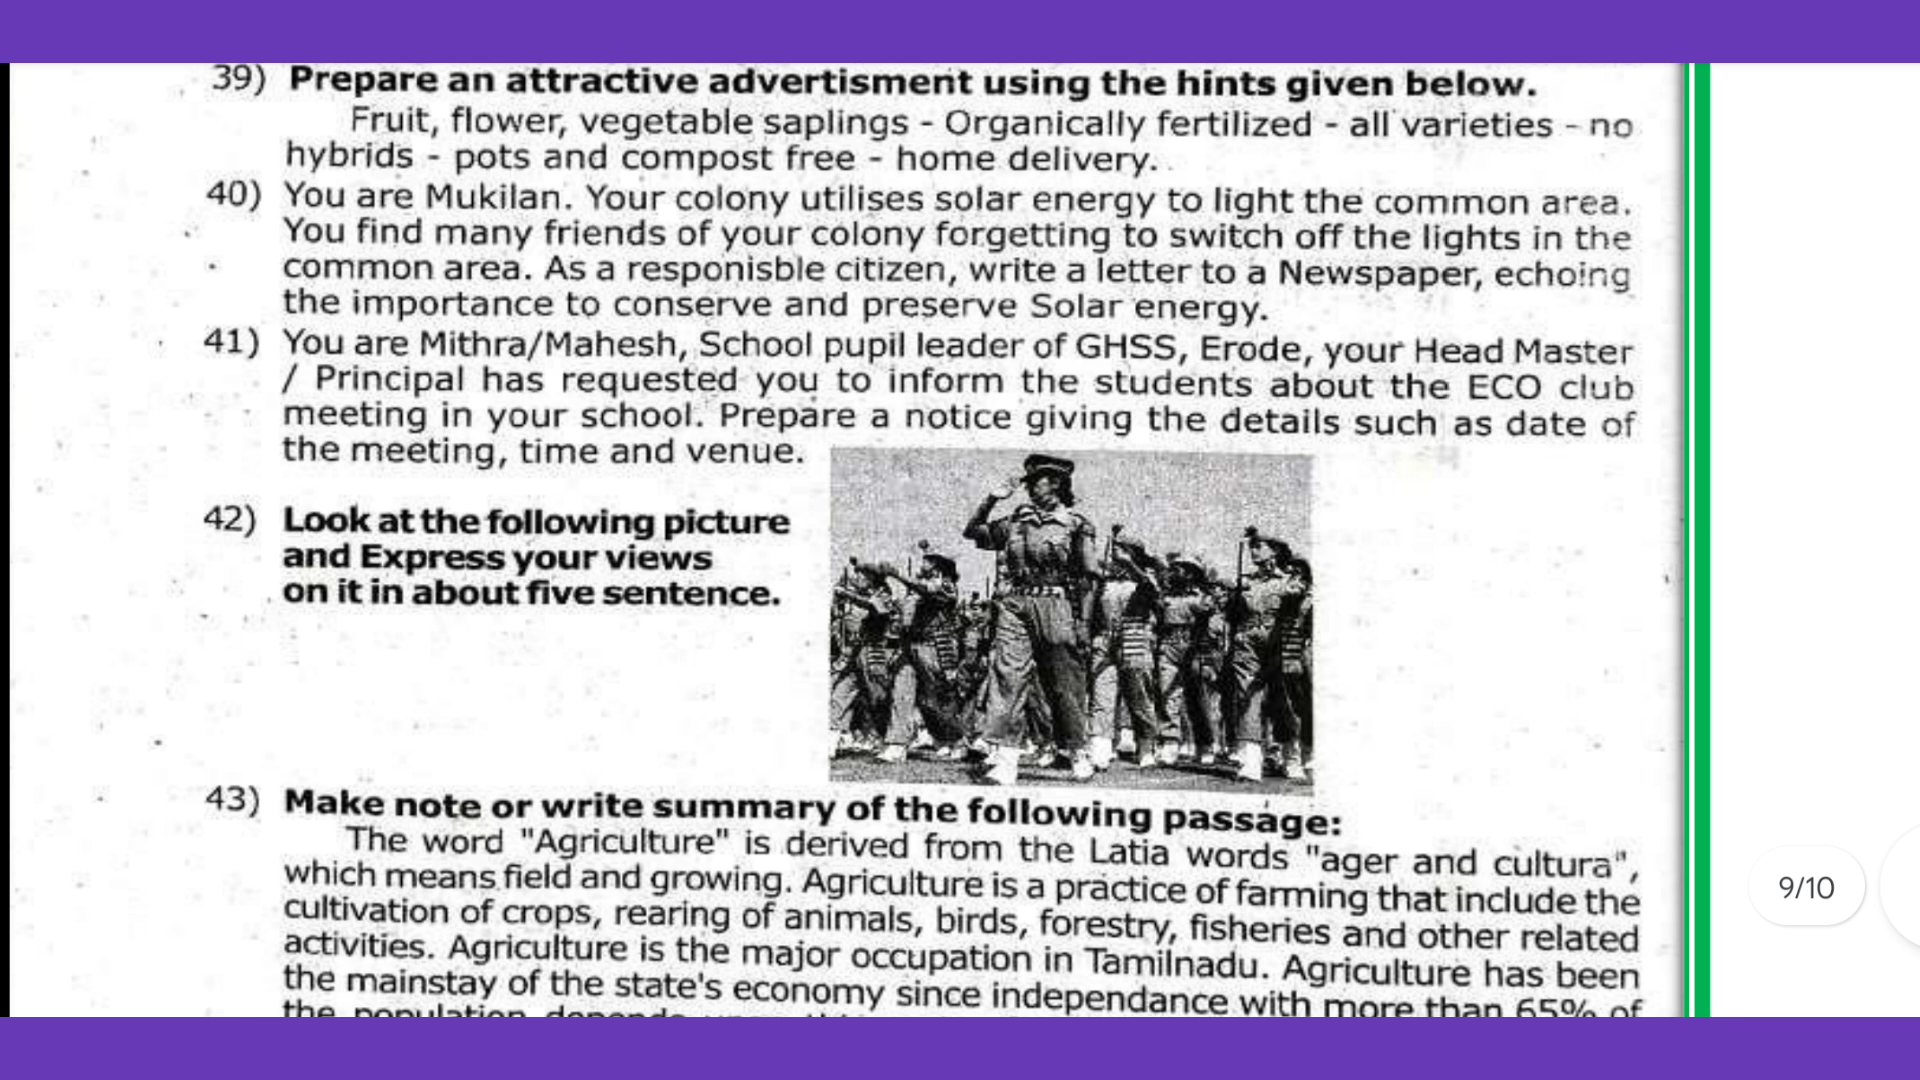 39) Prepare an attractive advertisment using the hints given below.
Fruit, flower, vegetable saplings - Organically fertilized - all varieties - no
hybrids - pots and compost free - home delivery.
40) You are Mukilan. Your colony utilises solar energy to light the common area.
You find many friends of your colony forgetting to switch off the lights in the
common area. As a responisble citizen, write a letter to a Newspaper, echoing
the importance to conserve and preserve Solar energy.
41) You are Mithra/Mahesh, School pupil leader of GHSS, Erode, your Head Master
/ Principal has requested you to inform the students about the ECO club
meeting in your school. Prepare a notice giving the details such as date of
the meeting, time and venue.
42) Look at the following picture
and Express your views
on it in about five sentence.
43) Make note or write summary of the following passage:
The word "Agriculture" is derived from the Latia words "ager and cultura",
which means field and growing. Agriculture is a practice of farming that include the
cultivation of crops, rearing of animals, birds, forestry, fisheries and other related
activities. Agriculture is the major occupation in Tamilnadu. Agriculture has been
the mainstay of the state's economy since independance with more than 65% of
the population depends
9/10